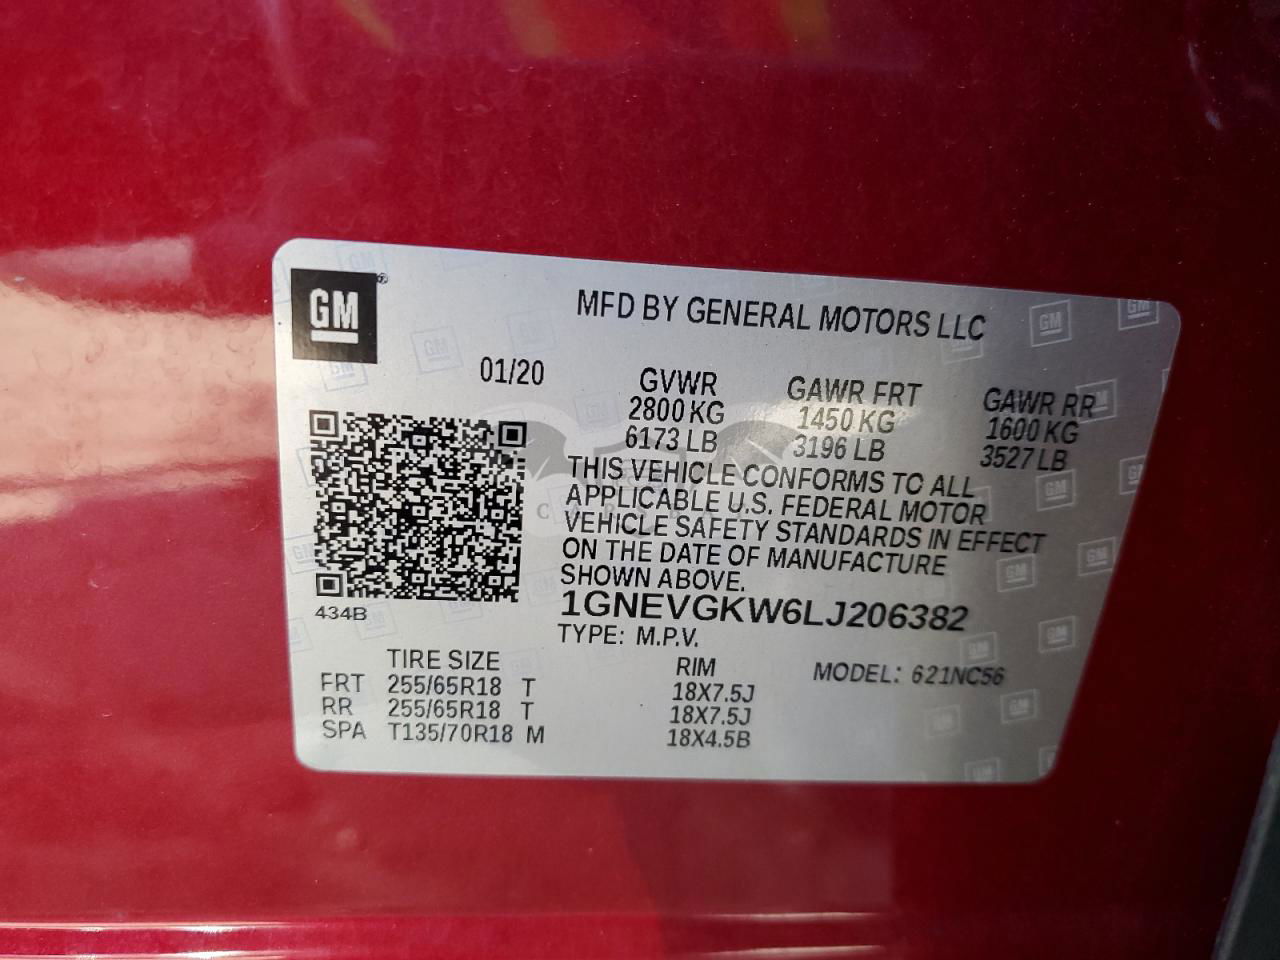 GM
MFD BY GENERAL MOTORS LLC
01/20
GVWR GAWR FRT GAWR RR
2800 KG 1450 KG 1600 KG
6173 LB 3196 LB 3527 LB
THIS VEHICLE CONFORMS TO ALL
APPLICABLE U.S. FEDERAL MOTOR
VEHICLE SAFETY STANDARDS IN EFFECT
ON THE DATE OF MANUFACTURE
SHOWN ABOVE.
434B
1GNEVGKW6LJ206382
TYPE: M.P.V.
TIRE SIZE RIM MODEL: 621NC56
FRT 255/65R18 T 18X7.5J
RR 255/65R18 T 18X7.5J
SPA T135/70R18 M 18X4.5B